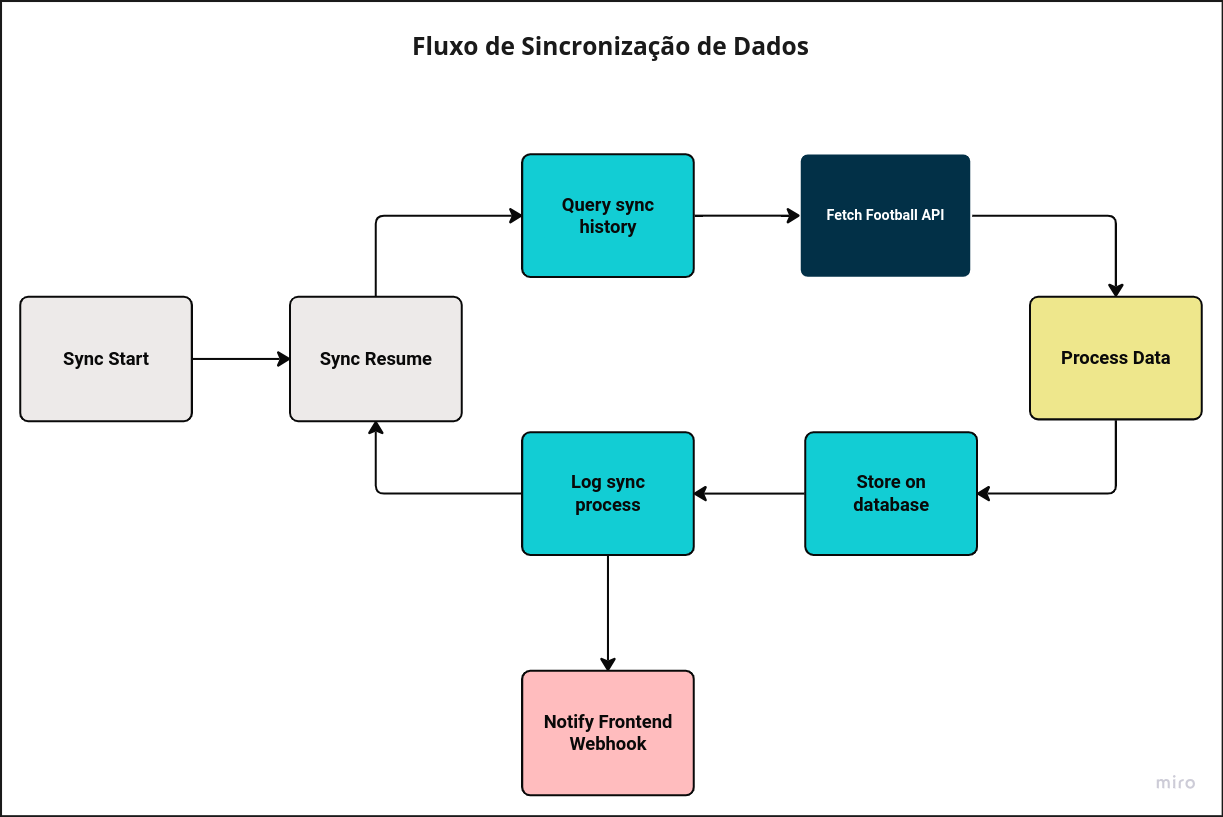 Fluxo de Sincronização de Dados
Query sync
history
Fetch Football API
Sync Start
Sync Resume
Process Data
Log sync
process
Store on
database
Notify Frontend
Webhook
miro